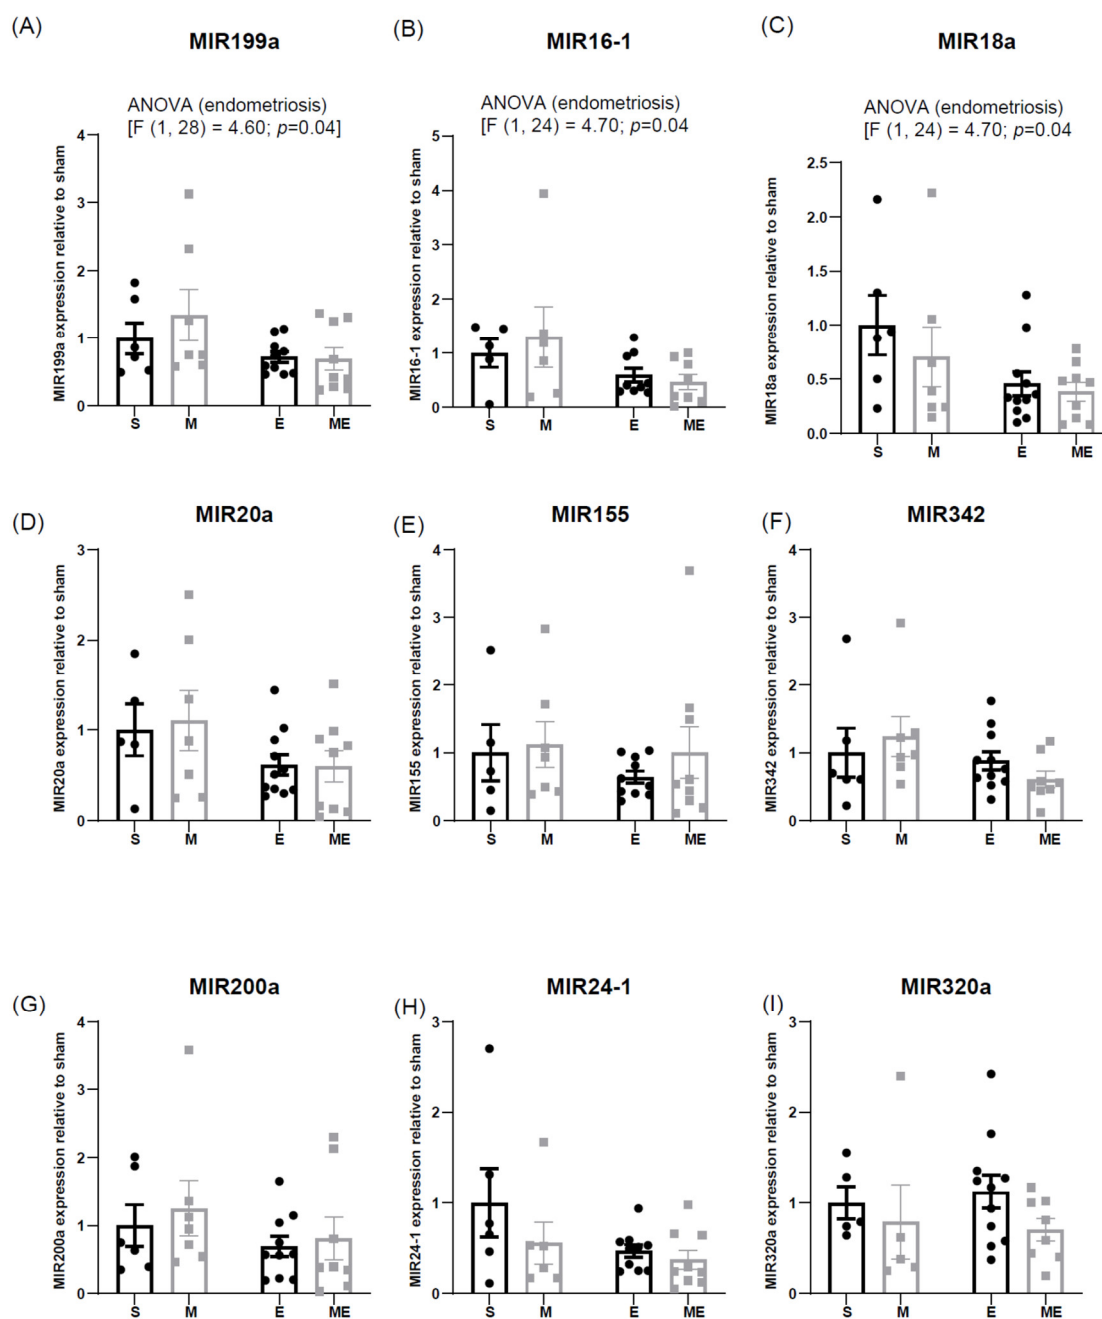 (A)
MIR199a
ANOVA (endometriosis)
[F (1, 28) = 4.60; p=0.04]
MIR199a expression relative to sham
4
3
2
1
0
S M E ME
(B)
MIR16-1
ANOVA (endometriosis)
[F (1, 24) = 4.70; p=0.04
MIR16-1 expression relative to sham
5
4
3
2
1
0
S M E ME
(C)
MIR18a
ANOVA (endometriosis)
[F (1, 24) = 4.70; p=0.04
MIR18a expression relative to sham
2.5
2.0
1.5
1.0
0.5
0.0
S M E ME
(D)
MIR20a
MIR20a expression relative to sham
3
2
1
0
S M E ME
(E)
MIR155
MIR155 expression relative to sham
4
3
2
1
0
S M E ME
(F)
MIR342
MIR342 expression relative to sham
4
3
2
1
0
S M E ME
(G)
MIR200a
MIR200a expression relative to sham
4
3
2
1
0
S M E ME
(H)
MIR24-1
MIR24-1 expression relative to sham
3
2
1
0
S M E ME
(I)
MIR320a
MIR320a expression relative to sham
3
2
1
0
S M E ME